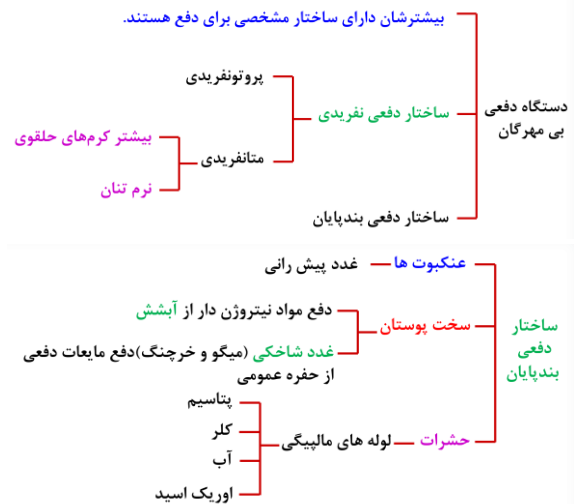 بیشترشان دارای ساختار مشخصی برای دفع هستند.
دستگاه دفعی
بی مهرگان
ساختار دفعی نفریدی
پروتونفریدی
متانفریدی
بیشتر کرم‌های حلقوی
نرم تنان
ساختار دفعی بندپایان
ساختار
دفعی
بندپایان
عنکبوت ها
غدد پیش رانی
سخت پوستان
دفع مواد نیتروژن دار از آبشش
غدد شاخکی (میگو و خرچنگ)دفع مایعات دفعی
از حفره عمومی
حشرات
لوله های مالپیگی
پتاسیم
کلر
آب
اوریک اسید